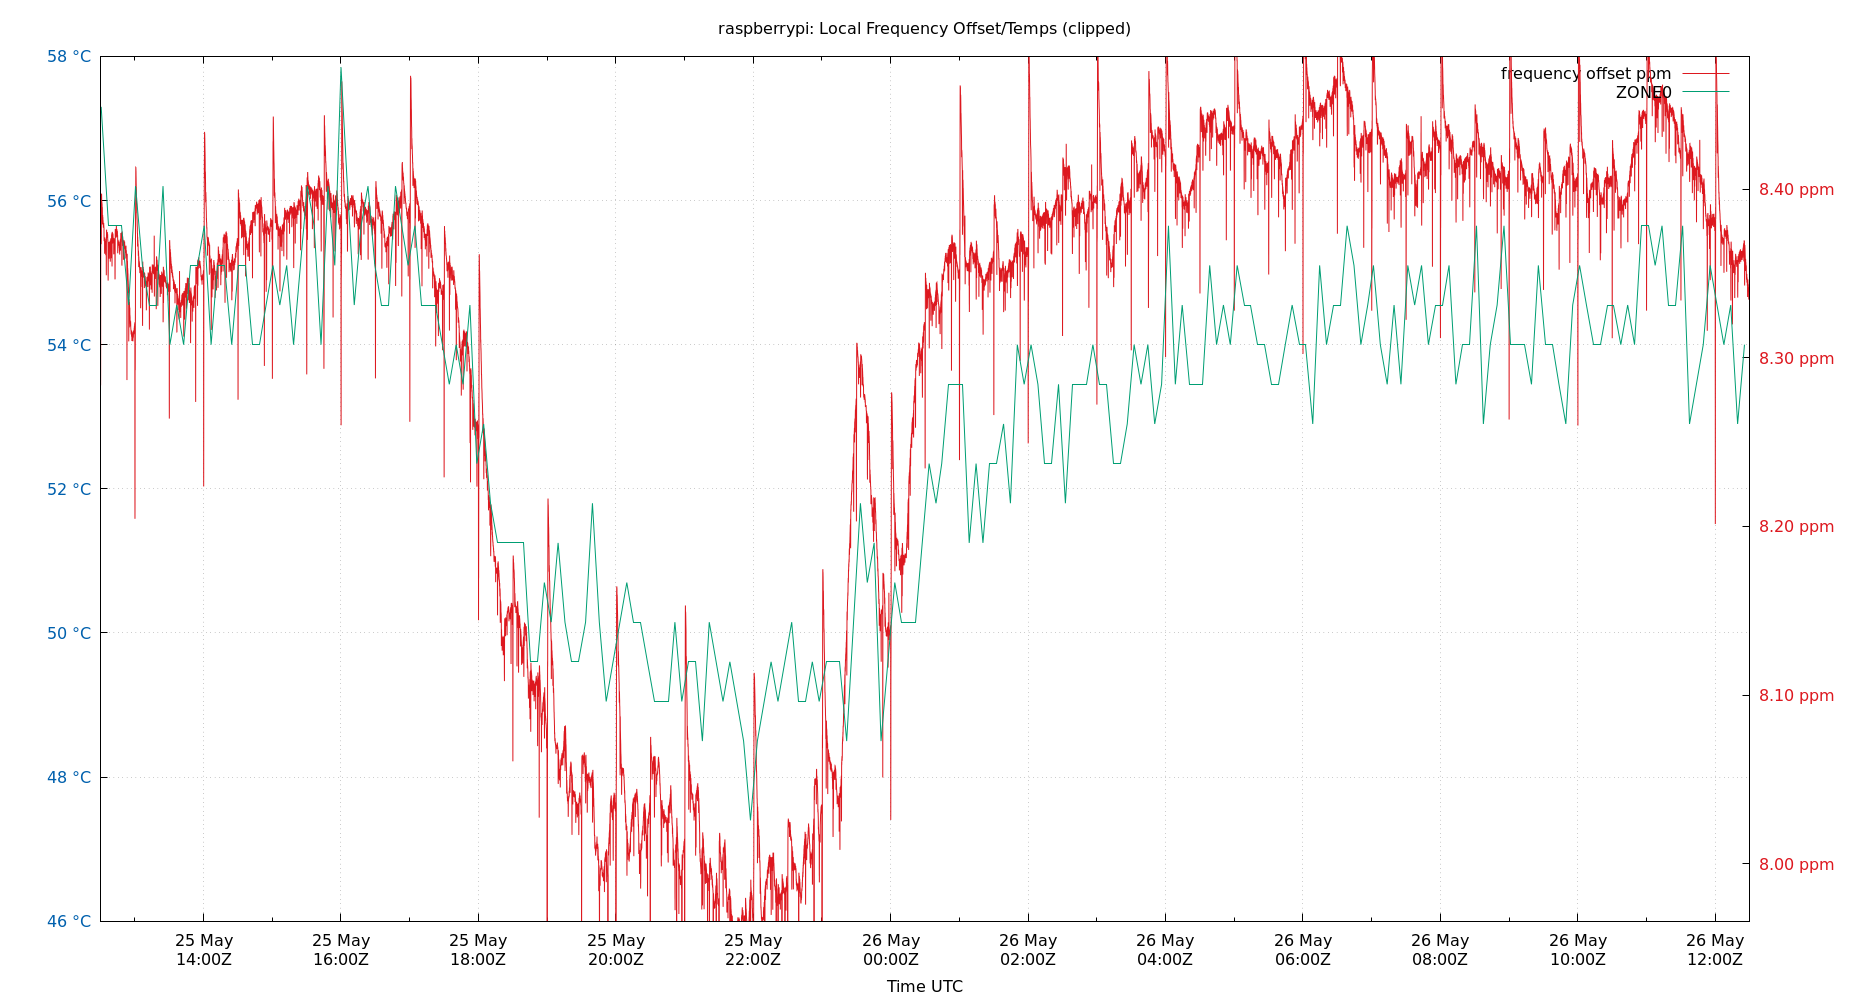 raspberrypi: Local Frequency Offset/Temps (clipped)
58 °C
56 °C
54 °C
52 °C
50 °C
48 °C
46 °C
frequency offset ppm
ZONE0
8.40 ppm
8.30 ppm
8.20 ppm
8.10 ppm
8.00 ppm
25 May 25 May 25 May 25 May 25 May 26 May 26 May 26 May 26 May 26 May 26 May 26 May
14:00Z 16:00Z 18:00Z 20:00Z 22:00Z 00:00Z 02:00Z 04:00Z 06:00Z 08:00Z 10:00Z 12:00Z
Time UTC